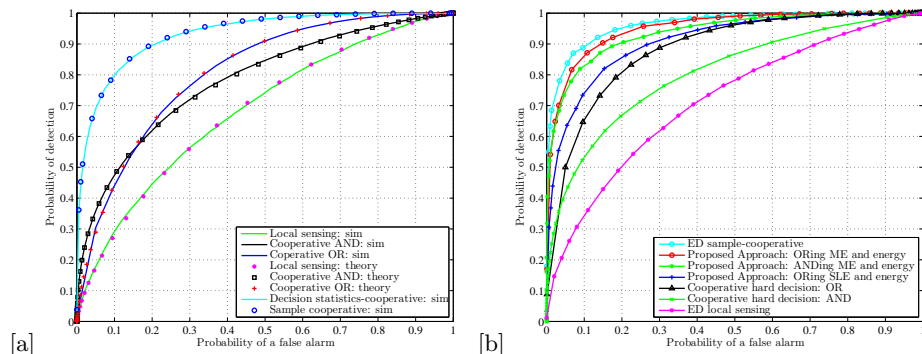 1
0.9
0.8
0.7
0.6
0.5
0.4
0.3
0.2
0.1
0
Probability of detection
0 0.1 0.2 0.3 0.4 0.5 0.6 0.7 0.8 0.9 1
Probability of a false alarm
Local sensing: sim
Cooperative AND: sim
Coperative OR: sim
Local sensing: theory
Cooperative AND: theory
Cooperative OR: theory
Decision statistics-cooperative: sim
Sample cooperative: sim
[a]
1
0.9
0.8
0.7
0.6
0.5
0.4
0.3
0.2
0.1
0
Probability of detection
0 0.1 0.2 0.3 0.4 0.5 0.6 0.7 0.8 0.9
Probability of a false alarm
ED sample-cooperative
Proposed Approach: ORing ME and energy
Proposed Approach: ANDing ME and energy
Proposed Approach: ORing SLE and energy
Cooperative hard decision: OR
Cooperative hard decision: AND
ED local sensing
[b]